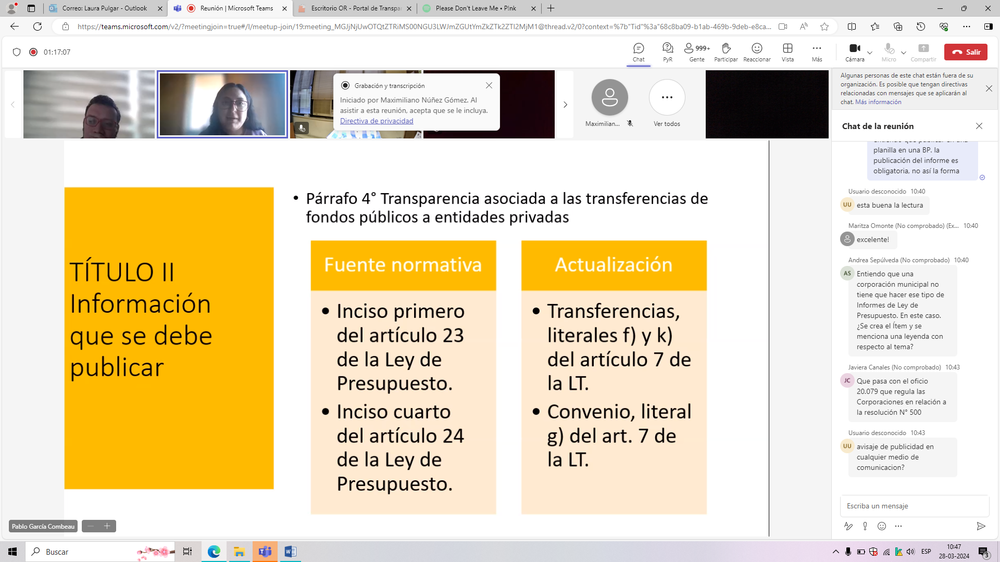 Correo: Laura Pulgar - Outlook
Reunión | Microsoft Teams
Escritorio OR - Portal de Transpa
Please Don't Leave Me • P!nk
https://teams.microsoft.com/v2/?meetingjoin=true#/l/meetup-join/19:meeting_MGJjNjUwOTQtZTRiMS00NGU3LWJmZGUtYmZkZTk2ZTI2MjM1@thread.v2/0?context=%7b"Tid"%3a"68c8ba09-b1ab-469b-9deb-e8ca...
01:17:07
Chat
PyR
999+
Gente
Participar
Reaccionar
Vista
Más
Cámara
Micro
Compartir
Salir
Grabación y transcripción
Iniciado por Maximiliano Núñez Gómez. Al
asistir a esta reunión, acepta que se le incluya.
Directiva de privacidad
Maximilian...
Ver todos
TÍTULO II
Información
que se debe
publicar
• Párrafo 4° Transparencia asociada a las transferencias de
fondos públicos a entidades privadas
Fuente normativa
• Inciso primero
del artículo 23
de la Ley de
Presupuesto.
• Inciso cuarto
del artículo 24
de la Ley de
Presupuesto.
Actualización
• Transferencias,
literales f) y k)
del artículo 7 de
la LT.
• Convenio, literal
g) del art. 7 de
la LT.
Pablo García Combeau
Algunas personas de este chat están fuera de su
organización. Es posible que tengan directivas
relacionadas con mensajes que se aplicarán al
chat. Más información
Chat de la reunión
planilla en una BP. la
publicación del informe es
obligatoria, no así la forma
Usuario desconocido 10:40
UU
esta buena la lectura
Maritza Omonte (No comprobado) (Ex... 10:40
excelente!
Andrea Sepúlveda (No comprobado) 10:40
AS
Entiendo que una
corporación municipal no
tiene que hacer ese tipo de
Informes de Ley de
Presupuesto. En este caso.
¿Se crea el Ítem y se
menciona una leyenda con
respecto al tema?
Javiera Canales (No comprobado) 10:43
JC
Que pasa con el oficio
20.079 que regula las
Corporaciones en relación a
la resolución N° 500
Usuario desconocido 10:43
UU
avisaje de publicidad en
cualquier medio de
comunicacion?
Escriba un mensaje
Buscar
ESP
10:47
28-03-2024
3